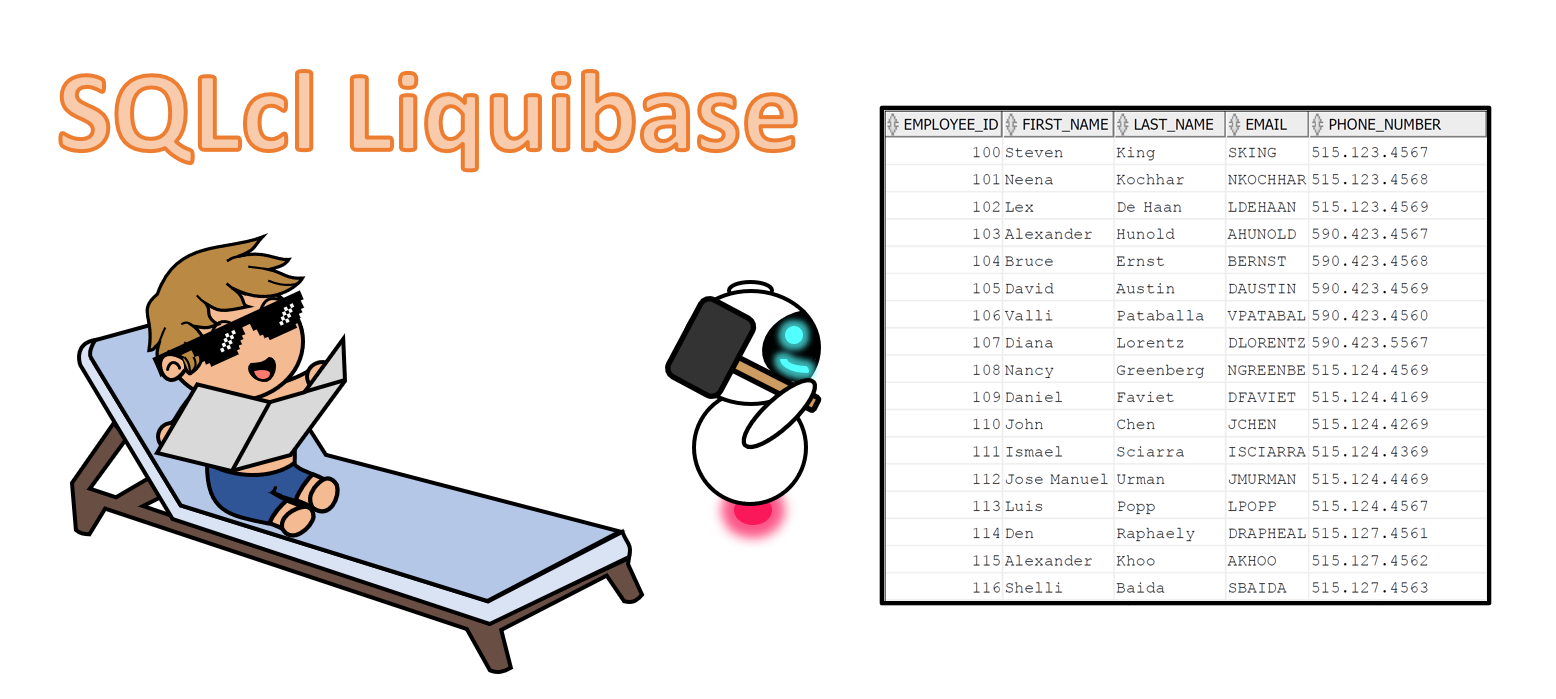 SQLcl Liquibase
EMPLOYEE_ID FIRST_NAME LAST_NAME EMAIL PHONE_NUMBER
100 Steven King SKING 515.123.4567
101 Neena Kochhar NKOCHHAR 515.123.4568
102 Lex De Haan LDEHAAN 515.123.4569
103 Alexander Hunold AHUNOLD 590.423.4567
104 Bruce Ernst BERNST 590.423.4568
105 David Austin DAUSTIN 590.423.4569
106 Valli Pataballa VPATABAL 590.423.4560
107 Diana Lorentz DLORENTZ 590.423.5567
108 Nancy Greenberg NGREENBE 515.124.4569
109 Daniel Faviet DFAVIET 515.124.4169
110 John Chen JCHEN 515.124.4269
111 Ismael Sciarra ISCIARRA 515.124.4369
112 Jose Manuel Urman JMURMAN 515.124.4469
113 Luis Popp LPOPP 515.124.4567
114 Den Raphaely DRAPHEAL 515.127.4561
115 Alexander Khoo AKHOO 515.127.4562
116 Shelli Baida SBAIDA 515.127.4563